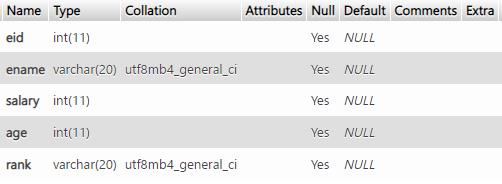 Name Type Collation Attributes Null Default Comments Extra
eid int(11) Yes NULL
ename varchar(20) utf8mb4_general_ci Yes NULL
salary int(11) Yes NULL
age int(11) Yes NULL
rank varchar(20) utf8mb4_general_ci Yes NULL